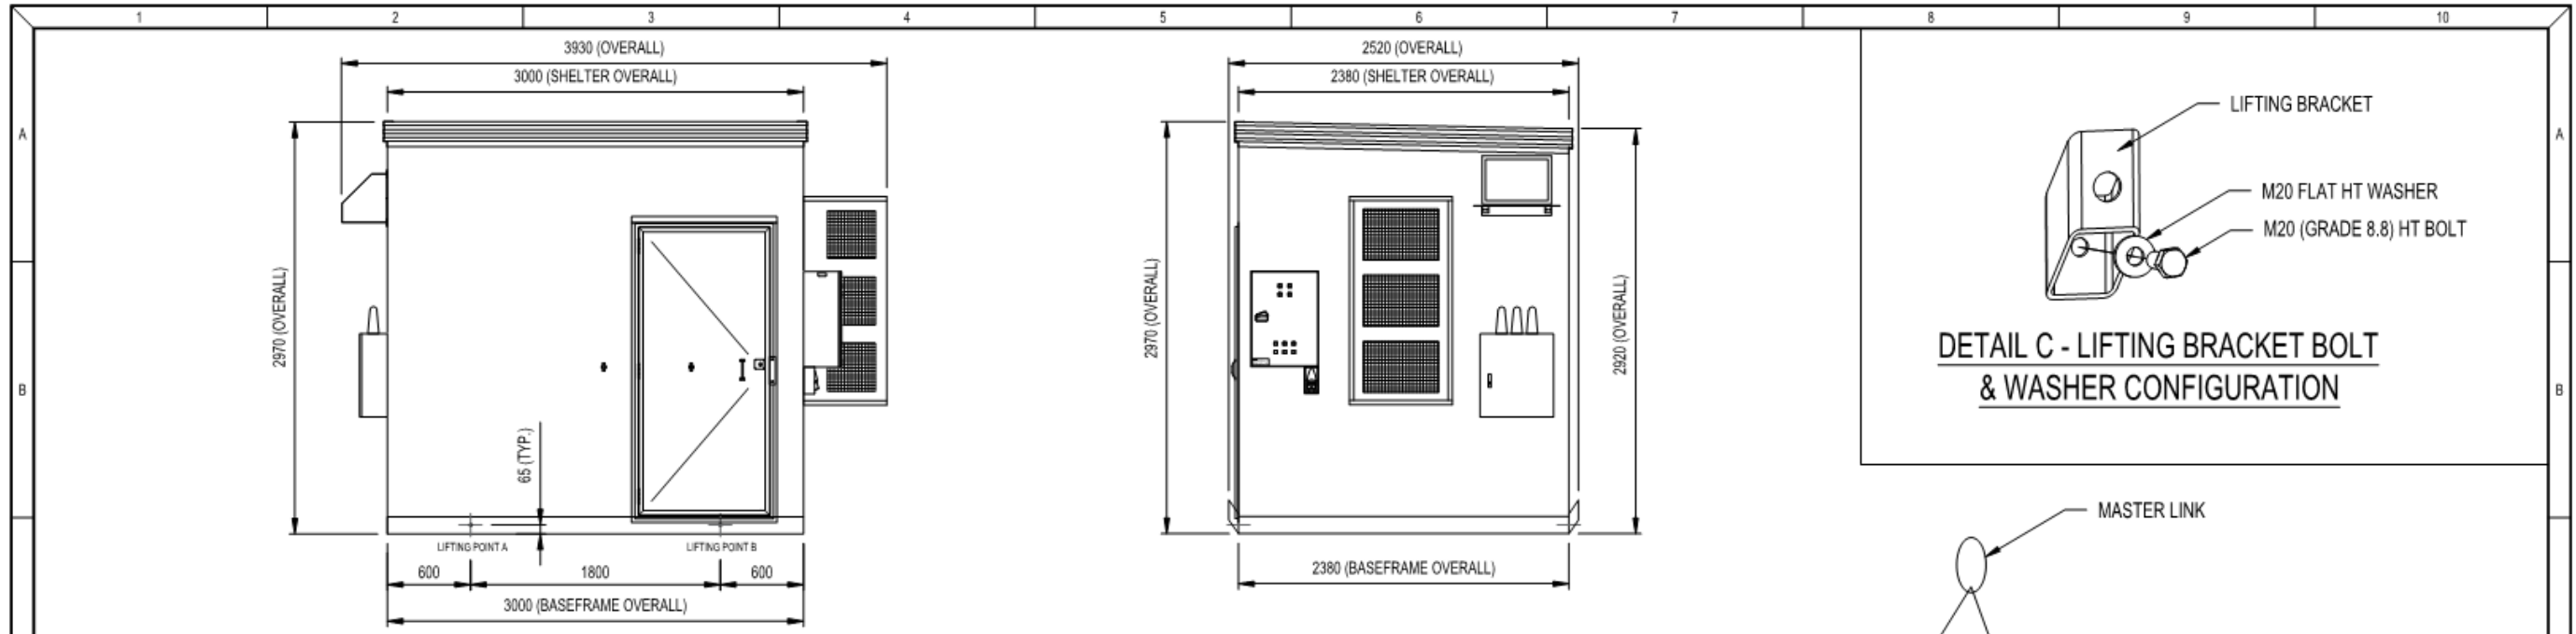 1 2 3 4 5 6 7 8 9 10
3930 (OVERALL)
3000 (SHELTER OVERALL)
2970 (OVERALL)
65 (TYP.)
LIFTING POINT A
LIFTING POINT B
600
1800
600
3000 (BASEFRAME OVERALL)
2520 (OVERALL)
2380 (SHELTER OVERALL)
2970 (OVERALL)
2920 (OVERALL)
2380 (BASEFRAME OVERALL)
LIFTING BRACKET
M20 FLAT HT WASHER
M20 (GRADE 8.8) HT BOLT
DETAIL C - LIFTING BRACKET BOLT
& WASHER CONFIGURATION
MASTER LINK
A
B
A
B